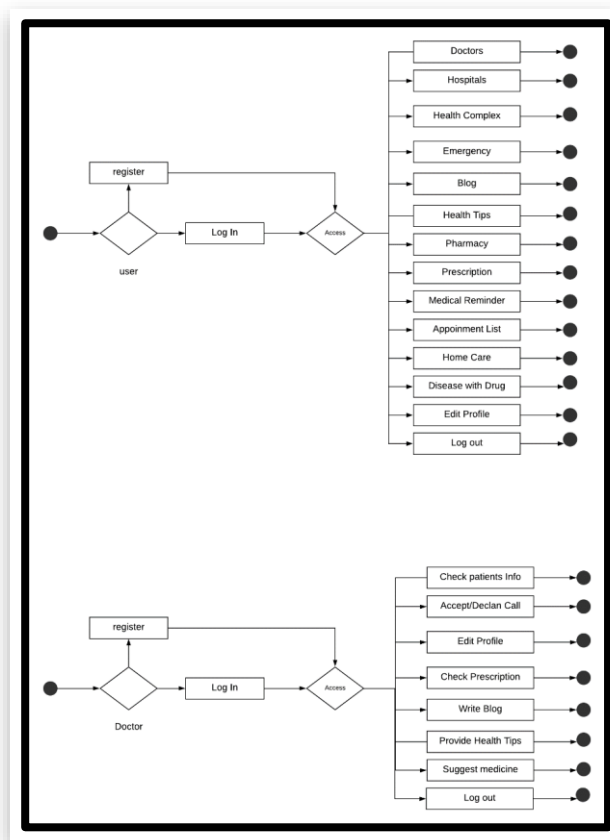 Doctors
Hospitals
Health Complex
Emergency
register
Blog
Health Tips
Log In
Access
user
Pharmacy
Prescription
Medical Reminder
Appoinment List
Home Care
Disease with Drug
Edit Profile
Log out
Check patients Info
Accept/Declan Call
register
Edit Profile
Check Prescription
Log In
Access
Write Blog
Doctor
Provide Health Tips
Suggest medicine
Log out